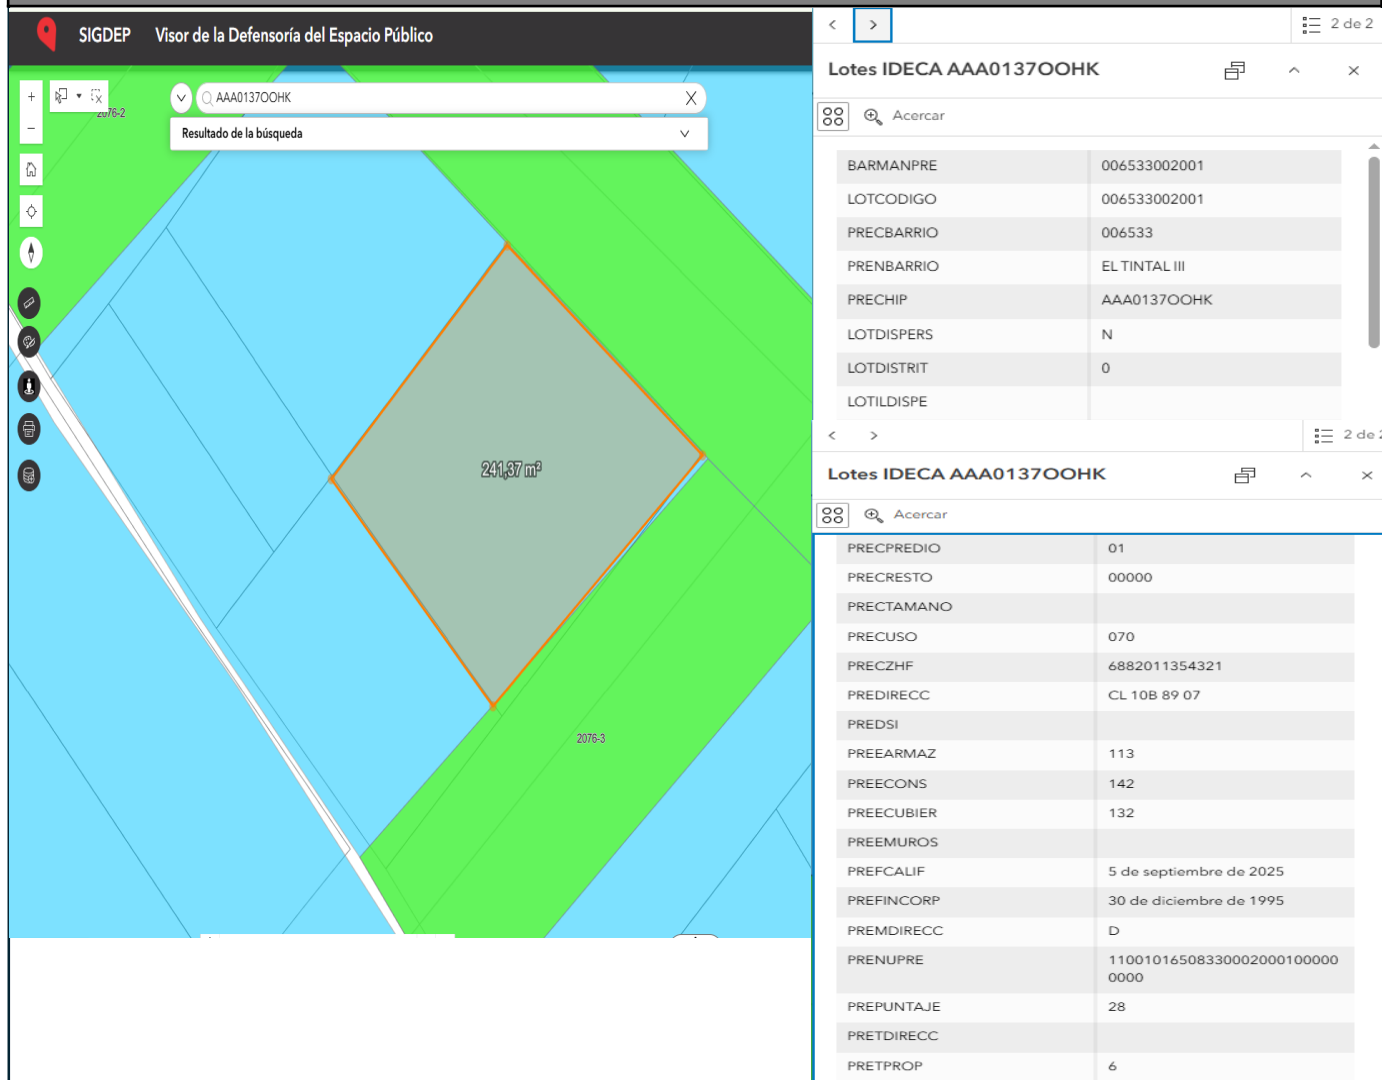 SIGDEP Visor de la Defensoría del Espacio Público
AAA0137OOHK
Resultado de la búsqueda
2076-2
241,37 m²
2076-3
2 de 2
Lotes IDECA AAA0137OOHK
Acercar
BARMANPRE 006533002001
LOTCODIGO 006533002001
PRECBARRIO 006533
PRENBARRIO EL TINTAL III
PRECHIP AAA0137OOHK
LOTDISPERS N
LOTDISTRIT 0
LOTILDISPE
2 de 2
Lotes IDECA AAA0137OOHK
Acercar
PRECPREDIO 01
PRECRESTO 00000
PRECTAMANO
PRECUSO 070
PRECZHF 6882011354321
PREDIRECC CL 10B 89 07
PREDSI
PREEARMAZ 113
PREECONS 142
PREECUBIER 132
PREEMUROS
PREFCALIF 5 de septiembre de 2025
PREFINCORP 30 de diciembre de 1995
PREMDIRECC D
PRENUPRE 11001016508330002000100000
0000
PREPUNTAJE 28
PRETDIRECC
PRETPROP 6